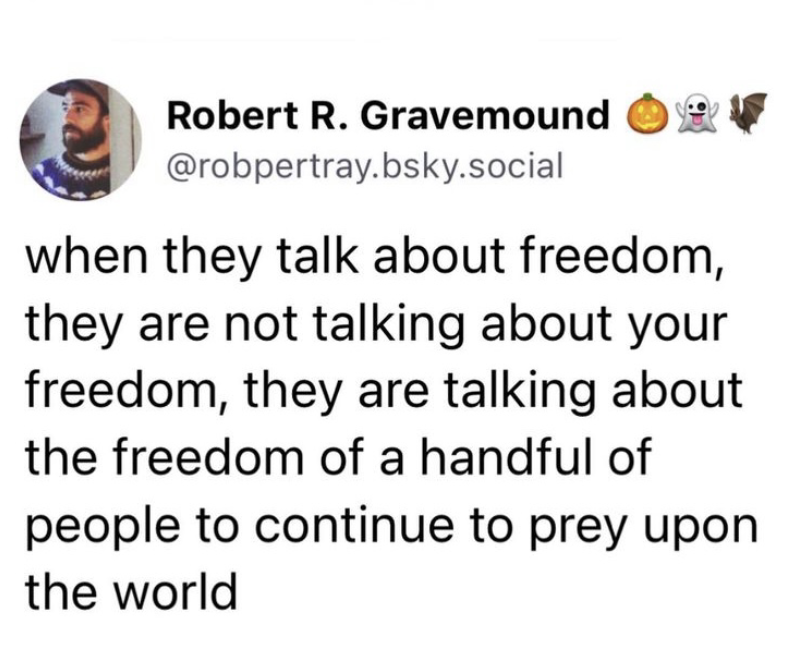 Robert R. Gravemound 🎃👻🦇
@robpertray.bsky.social
when they talk about freedom,
they are not talking about your
freedom, they are talking about
the freedom of a handful of
people to continue to prey upon
the world